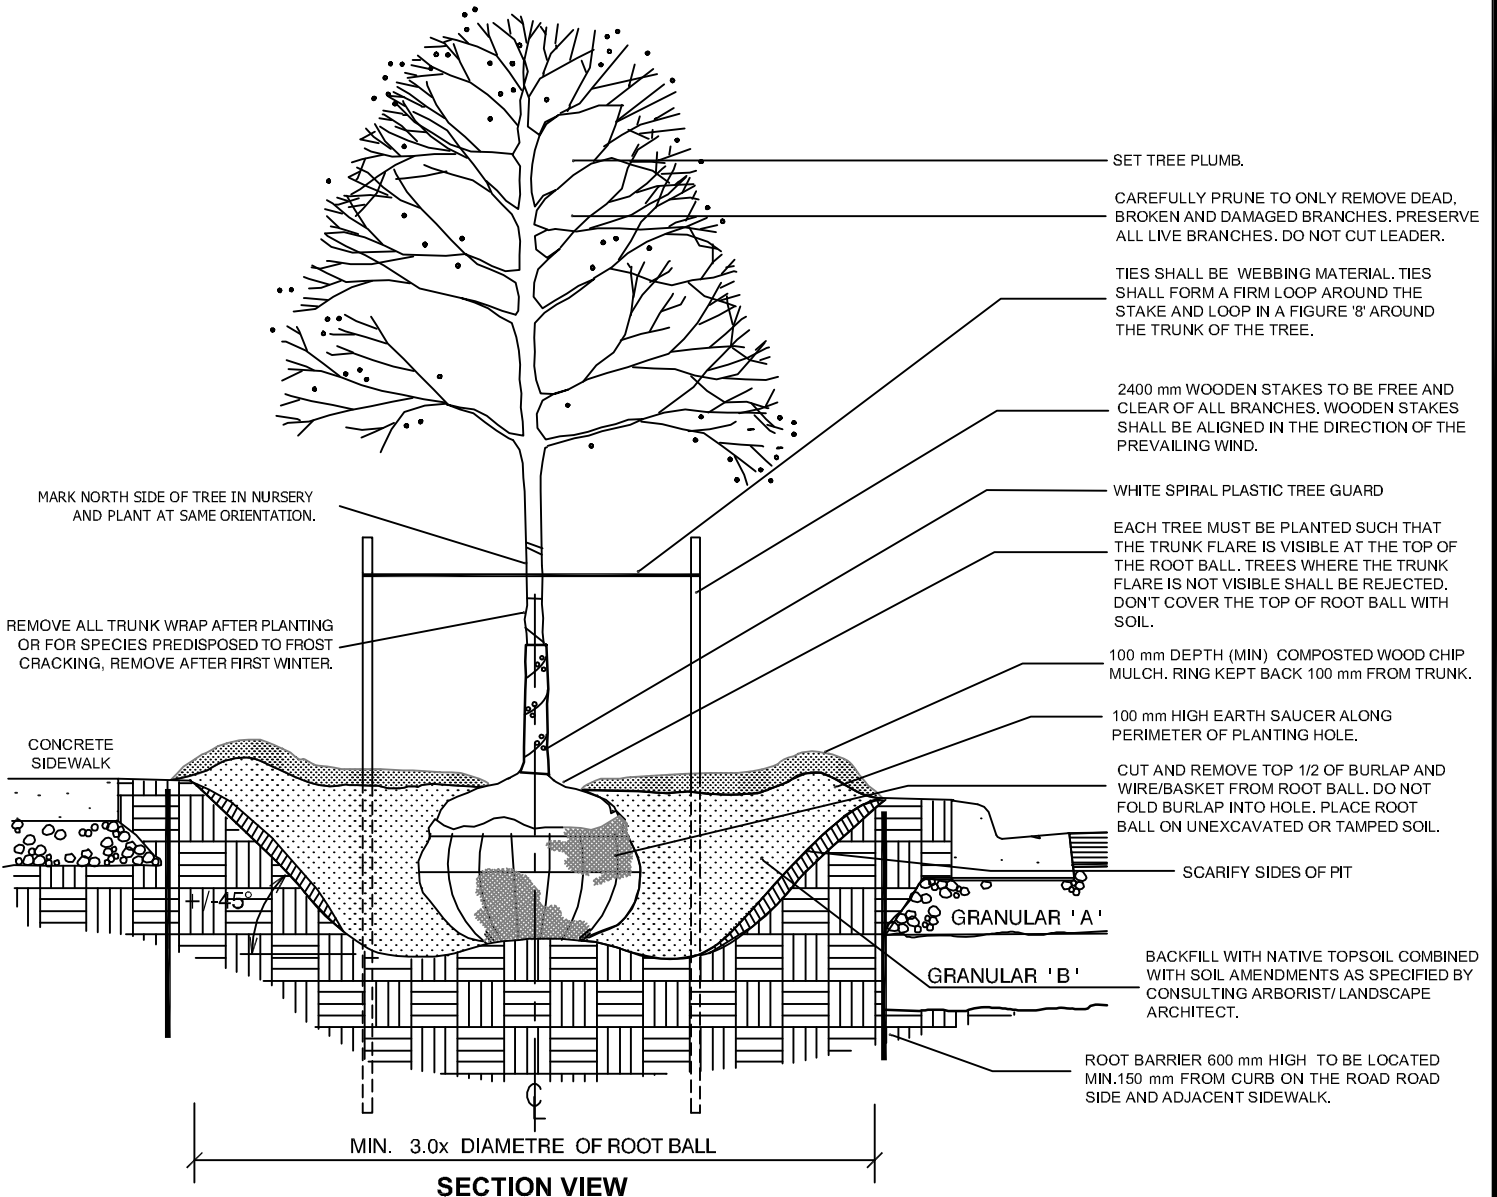 SET TREE PLUMB.
CAREFULLY PRUNE TO ONLY REMOVE DEAD,
BROKEN AND DAMAGED BRANCHES. PRESERVE
ALL LIVE BRANCHES. DO NOT CUT LEADER.
TIES SHALL BE WEBBING MATERIAL. TIES
SHALL FORM A FIRM LOOP AROUND THE
STAKE AND LOOP IN A FIGURE '8' AROUND
THE TRUNK OF THE TREE.
2400 mm WOODEN STAKES TO BE FREE AND
CLEAR OF ALL BRANCHES. WOODEN STAKES
SHALL BE ALIGNED IN THE DIRECTION OF THE
PREVAILING WIND.
WHITE SPIRAL PLASTIC TREE GUARD
EACH TREE MUST BE PLANTED SUCH THAT
THE TRUNK FLARE IS VISIBLE AT THE TOP OF
THE ROOT BALL. TREES WHERE THE TRUNK
FLARE IS NOT VISIBLE SHALL BE REJECTED.
DON'T COVER THE TOP OF ROOT BALL WITH
SOIL.
100 mm DEPTH (MIN) COMPOSTED WOOD CHIP
MULCH. RING KEPT BACK 100 mm FROM TRUNK.
100 mm HIGH EARTH SAUCER ALONG
PERIMETER OF PLANTING HOLE.
CUT AND REMOVE TOP 1/2 OF BURLAP AND
WIRE/BASKET FROM ROOT BALL. DO NOT
FOLD BURLAP INTO HOLE. PLACE ROOT
BALL ON UNEXCAVATED OR TAMPED SOIL.
SCARIFY SIDES OF PIT
GRANULAR 'A'
GRANULAR 'B'
BACKFILL WITH NATIVE TOPSOIL COMBINED
WITH SOIL AMENDMENTS AS SPECIFIED BY
CONSULTING ARBORIST/ LANDSCAPE
ARCHITECT.
ROOT BARRIER 600 mm HIGH TO BE LOCATED
MIN.150 mm FROM CURB ON THE ROAD ROAD
SIDE AND ADJACENT SIDEWALK.
MARK NORTH SIDE OF TREE IN NURSERY
AND PLANT AT SAME ORIENTATION.
REMOVE ALL TRUNK WRAP AFTER PLANTING
OR FOR SPECIES PREDISPOSED TO FROST
CRACKING, REMOVE AFTER FIRST WINTER.
CONCRETE
SIDEWALK
+/-45°
CL
MIN. 3.0x DIAMETRE OF ROOT BALL
SECTION VIEW